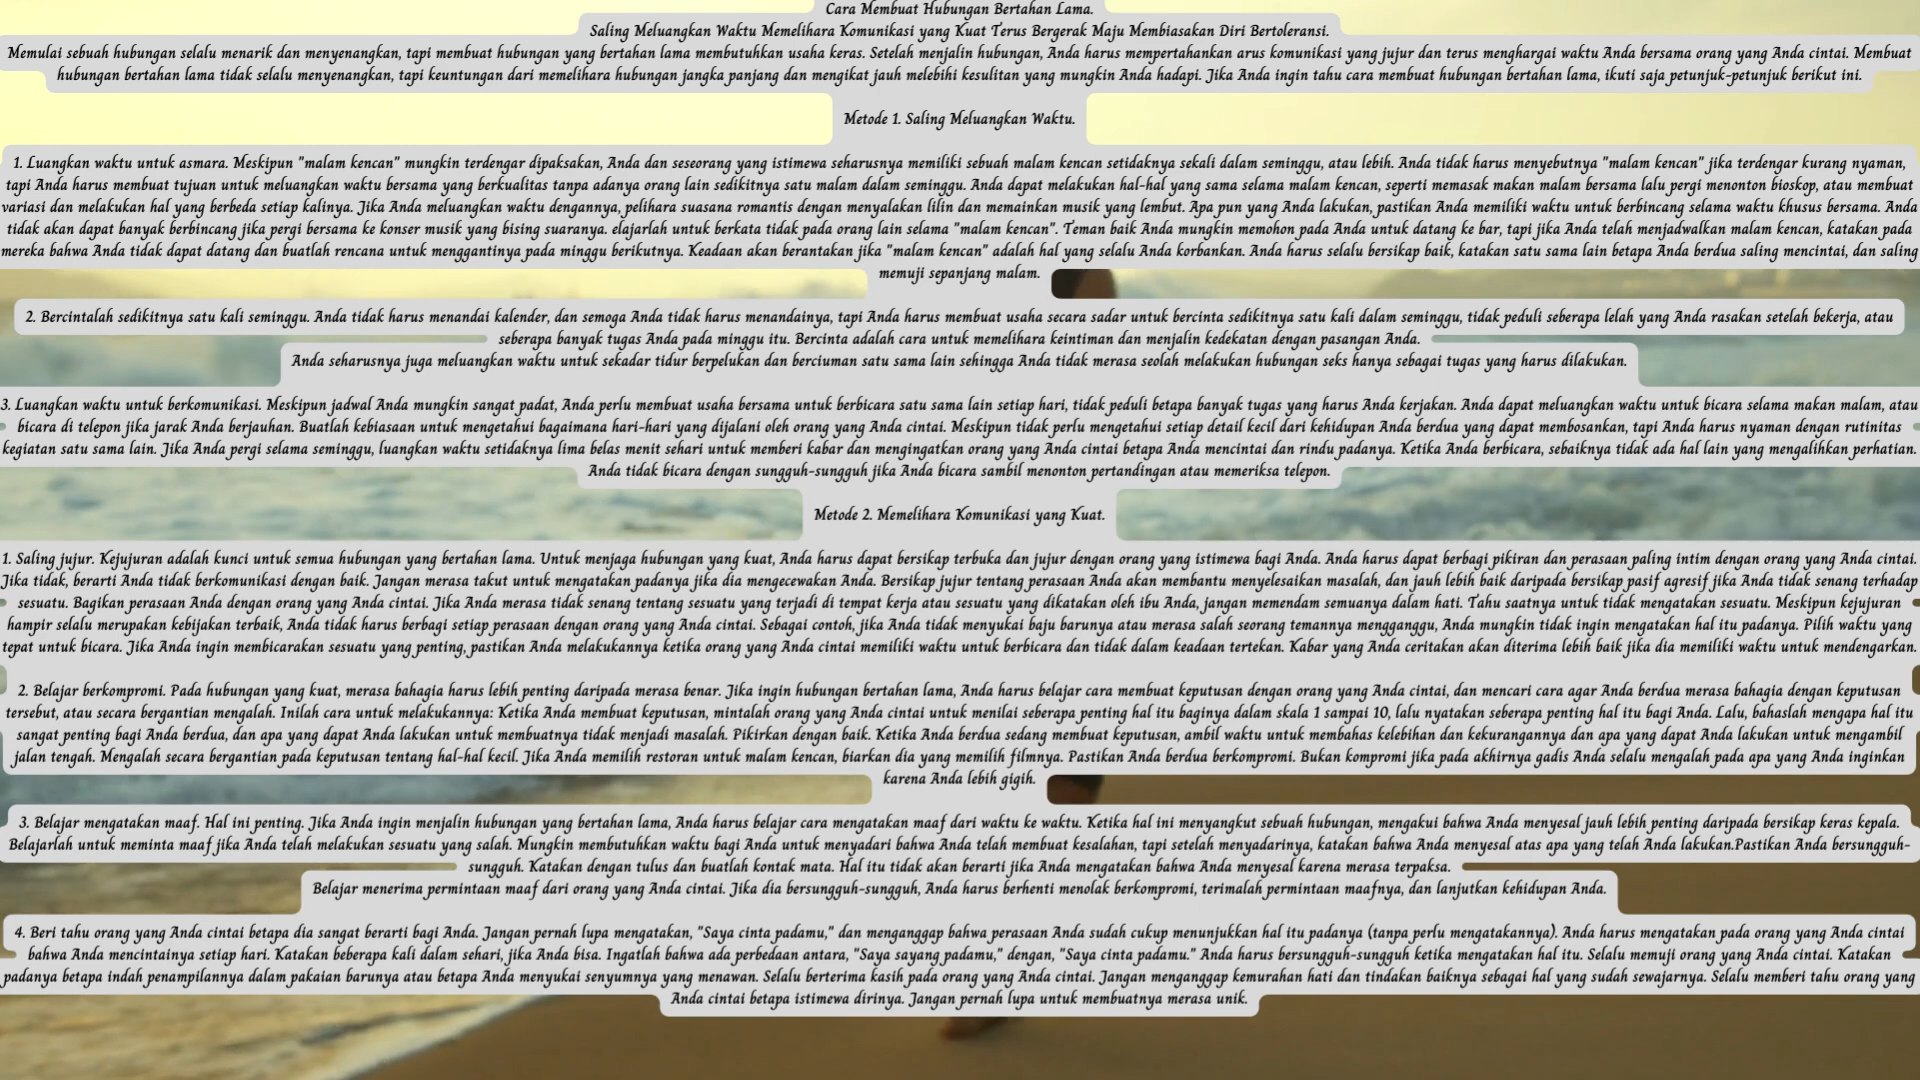 Cara Membuat Hubungan Bertahan Lama.
Saling Meluangkan Waktu Memelihara Komunikasi yang Kuat Terus Bergerak Maju Membiasakan Diri Bertoleransi.
Memulai sebuah hubungan selalu menarik dan menyenangkan, tapi membuat hubungan yang bertahan lama membutuhkan usaha keras. Setelah menjalin hubungan, Anda harus mempertahankan arus komunikasi yang jujur dan terus menghargai waktu Anda bersama orang yang Anda cintai. Membuat
hubungan bertahan lama tidak selalu menyenangkan, tapi keuntungan dari memelihara hubungan jangka panjang dan mengikat jauh melebihi kesulitan yang mungkin Anda hadapi. Jika Anda ingin tahu cara membuat hubungan bertahan lama, ikuti saja petunjuk-petunjuk berikut ini.
Metode 1. Saling Meluangkan Waktu.
1. Luangkan waktu untuk asmara. Meskipun "malam kencan" mungkin terdengar dipaksakan, Anda dan seseorang yang istimewa seharusnya memiliki sebuah malam kencan setidaknya sekali dalam seminggu, atau lebih. Anda tidak harus menyebutnya "malam kencan" jika terdengar kurang nyaman,
tapi Anda harus membuat tujuan untuk meluangkan waktu bersama yang berkualitas tanpa adanya orang lain sedikitnya satu malam dalam seminggu. Anda dapat melakukan hal-hal yang sama selama malam kencan, seperti memasak makan malam bersama lalu pergi menonton bioskop, atau membuat
variasi dan melakukan hal yang berbeda setiap kalinya. Jika Anda meluangkan waktu dengannya, pelihara suasana romantis dengan menyalakan lilin dan memainkan musik yang lembut. Apa pun yang Anda lakukan, pastikan Anda memiliki waktu untuk berbincang selama waktu khusus bersama. Anda
tidak akan dapat banyak berbincang jika pergi bersama ke konser musik yang bising suaranya. elajarlah untuk berkata tidak pada orang lain selama "malam kencan". Teman baik Anda mungkin memohon pada Anda untuk datang ke bar, tapi jika Anda telah menjadwalkan malam kencan, katakan pada
mereka bahwa Anda tidak dapat datang dan buatlah rencana untuk menggantinya pada minggu berikutnya. Keadaan akan berantakan jika "malam kencan" adalah hal yang selalu Anda korbankan. Anda harus selalu bersikap baik, katakan satu sama lain betapa Anda berdua saling mencintai, dan saling
memuji sepanjang malam.
2. Bercintalah sedikitnya satu kali seminggu. Anda tidak harus menandai kalender, dan semoga Anda tidak harus menandainya, tapi Anda harus membuat usaha secara sadar untuk bercinta sedikitnya satu kali dalam seminggu, tidak peduli seberapa lelah yang Anda rasakan setelah bekerja, atau
seberapa banyak tugas Anda pada minggu itu. Bercinta adalah cara untuk memelihara keintiman dan menjalin kedekatan dengan pasangan Anda.
Anda seharusnya juga meluangkan waktu untuk sekadar tidur berpelukan dan berciuman satu sama lain sehingga Anda tidak merasa seolah melakukan hubungan seks hanya sebagai tugas yang harus dilakukan.
3. Luangkan waktu untuk berkomunikasi. Meskipun jadwal Anda mungkin sangat padat, Anda perlu membuat usaha bersama untuk berbicara satu sama lain setiap hari, tidak peduli betapa banyak tugas yang harus Anda kerjakan. Anda dapat meluangkan waktu untuk bicara selama makan malam, atau
bicara di telepon jika jarak Anda berjauhan. Buatlah kebiasaan untuk mengetahui bagaimana hari-hari yang dijalani oleh orang yang Anda cintai. Meskipun tidak perlu mengetahui setiap detail kecil dari kehidupan Anda berdua yang dapat membosankan, tapi Anda harus nyaman dengan rutinitas
kegiatan satu sama lain. Jika Anda pergi selama seminggu, luangkan waktu setidaknya lima belas menit sehari untuk memberi kabar dan mengingatkan orang yang Anda cintai betapa Anda mencintai dan rindu padanya. Ketika Anda berbicara, sebaiknya tidak ada hal lain yang mengalihkan perhatian.
Anda tidak bicara dengan sungguh-sungguh jika Anda bicara sambil menonton pertandingan atau memeriksa telepon.
Metode 2. Memelihara Komunikasi yang Kuat.
1. Saling jujur. Kejujuran adalah kunci untuk semua hubungan yang bertahan lama. Untuk menjaga hubungan yang kuat, Anda harus dapat bersikap terbuka dan jujur dengan orang yang istimewa bagi Anda. Anda harus dapat berbagi pikiran dan perasaan paling intim dengan orang yang Anda cintai.
Jika tidak, berarti Anda tidak berkomunikasi dengan baik. Jangan merasa takut untuk mengatakan padanya jika dia mengecewakan Anda. Bersikap jujur tentang perasaan Anda akan membantu menyelesaikan masalah, dan jauh lebih baik daripada bersikap pasif agresif jika Anda tidak senang terhadap
sesuatu. Bagikan perasaan Anda dengan orang yang Anda cintai. Jika Anda merasa tidak senang tentang sesuatu yang terjadi di tempat kerja atau sesuatu yang dikatakan oleh ibu Anda, jangan memendam semuanya dalam hati. Tahu saatnya untuk tidak mengatakan sesuatu. Meskipun kejujuran
hampir selalu merupakan kebijakan terbaik, Anda tidak harus berbagi setiap perasaan dengan orang yang Anda cintai. Sebagai contoh, jika Anda tidak menyukai baju barunya atau merasa salah seorang temannya mengganggu, Anda mungkin tidak ingin mengatakan hal itu padanya. Pilih waktu yang
tepat untuk bicara. Jika Anda ingin membicarakan sesuatu yang penting, pastikan Anda melakukannya ketika orang yang Anda cintai memiliki waktu untuk berbicara dan tidak dalam keadaan tertekan. Kabar yang Anda ceritakan akan diterima lebih baik jika dia memiliki waktu untuk mendengarkan.
2. Belajar berkompromi. Pada hubungan yang kuat, merasa bahagia harus lebih penting daripada merasa benar. Jika ingin hubungan bertahan lama, Anda harus belajar cara membuat keputusan dengan orang yang Anda cintai, dan mencari cara agar Anda berdua merasa bahagia dengan keputusan
tersebut, atau secara bergantian mengalah. Inilah cara untuk melakukannya: Ketika Anda membuat keputusan, mintalah orang yang Anda cintai untuk menilai seberapa penting hal itu baginya dalam skala 1 sampai 10, lalu nyatakan seberapa penting hal itu bagi Anda. Lalu, bahaslah mengapa hal itu
sangat penting bagi Anda berdua, dan apa yang dapat Anda lakukan untuk membuatnya tidak menjadi masalah. Pikirkan dengan baik. Ketika Anda berdua sedang membuat keputusan, ambil waktu untuk membahas kelebihan dan kekurangannya dan apa yang dapat Anda lakukan untuk mengambil
jalan tengah. Mengalah secara bergantian pada keputusan tentang hal-hal kecil. Jika Anda memilih restoran untuk malam kencan, biarkan dia yang memilih filmnya. Pastikan Anda berdua berkompromi. Bukan kompromi jika pada akhirnya gadis Anda selalu mengalah pada apa yang Anda inginkan
karena Anda lebih gigih.
3. Belajar mengatakan maaf. Hal ini penting. Jika Anda ingin menjalin hubungan yang bertahan lama, Anda harus belajar cara mengatakan maaf dari waktu ke waktu. Ketika hal ini menyangkut sebuah hubungan, mengakui bahwa Anda menyesal jauh lebih penting daripada bersikap keras kepala.
Belajarlah untuk meminta maaf jika Anda telah melakukan sesuatu yang salah. Mungkin membutuhkan waktu bagi Anda untuk menyadari bahwa Anda telah membuat kesalahan, tapi setelah menyadarinya, katakan bahwa Anda menyesal atas apa yang telah Anda lakukan.Pastikan Anda bersungguh-
sungguh. Katakan dengan tulus dan buatlah kontak mata. Hal itu tidak akan berarti jika Anda mengatakan bahwa Anda menyesal karena merasa terpaksa.
Belajar menerima permintaan maaf dari orang yang Anda cintai. Jika dia bersungguh-sungguh, Anda harus berhenti menolak berkompromi, terimalah permintaan maafnya, dan lanjutkan kehidupan Anda.
4. Beri tahu orang yang Anda cintai betapa dia sangat berarti bagi Anda. Jangan pernah lupa mengatakan, "Saya cinta padamu," dan menganggap bahwa perasaan Anda sudah cukup menunjukkan hal itu padanya (tanpa perlu mengatakannya). Anda harus mengatakan pada orang yang Anda cintai
bahwa Anda mencintainya setiap hari. Katakan beberapa kali dalam sehari, jika Anda bisa. Ingatlah bahwa ada perbedaan antara, "Saya sayang padamu," dengan, "Saya cinta padamu." Anda harus bersungguh-sungguh ketika mengatakan hal itu. Selalu memuji orang yang Anda cintai. Katakan
padanya betapa indah penampilannya dalam pakaian barunya atau betapa Anda menyukai senyumnya yang menawan. Selalu berterima kasih pada orang yang Anda cintai. Jangan menganggap kemurahan hati dan tindakan baiknya sebagai hal yang sudah sewajarnya. Selalu memberi tahu orang yang
Anda cintai betapa istimewa dirinya. Jangan pernah lupa untuk membuatnya merasa unik.